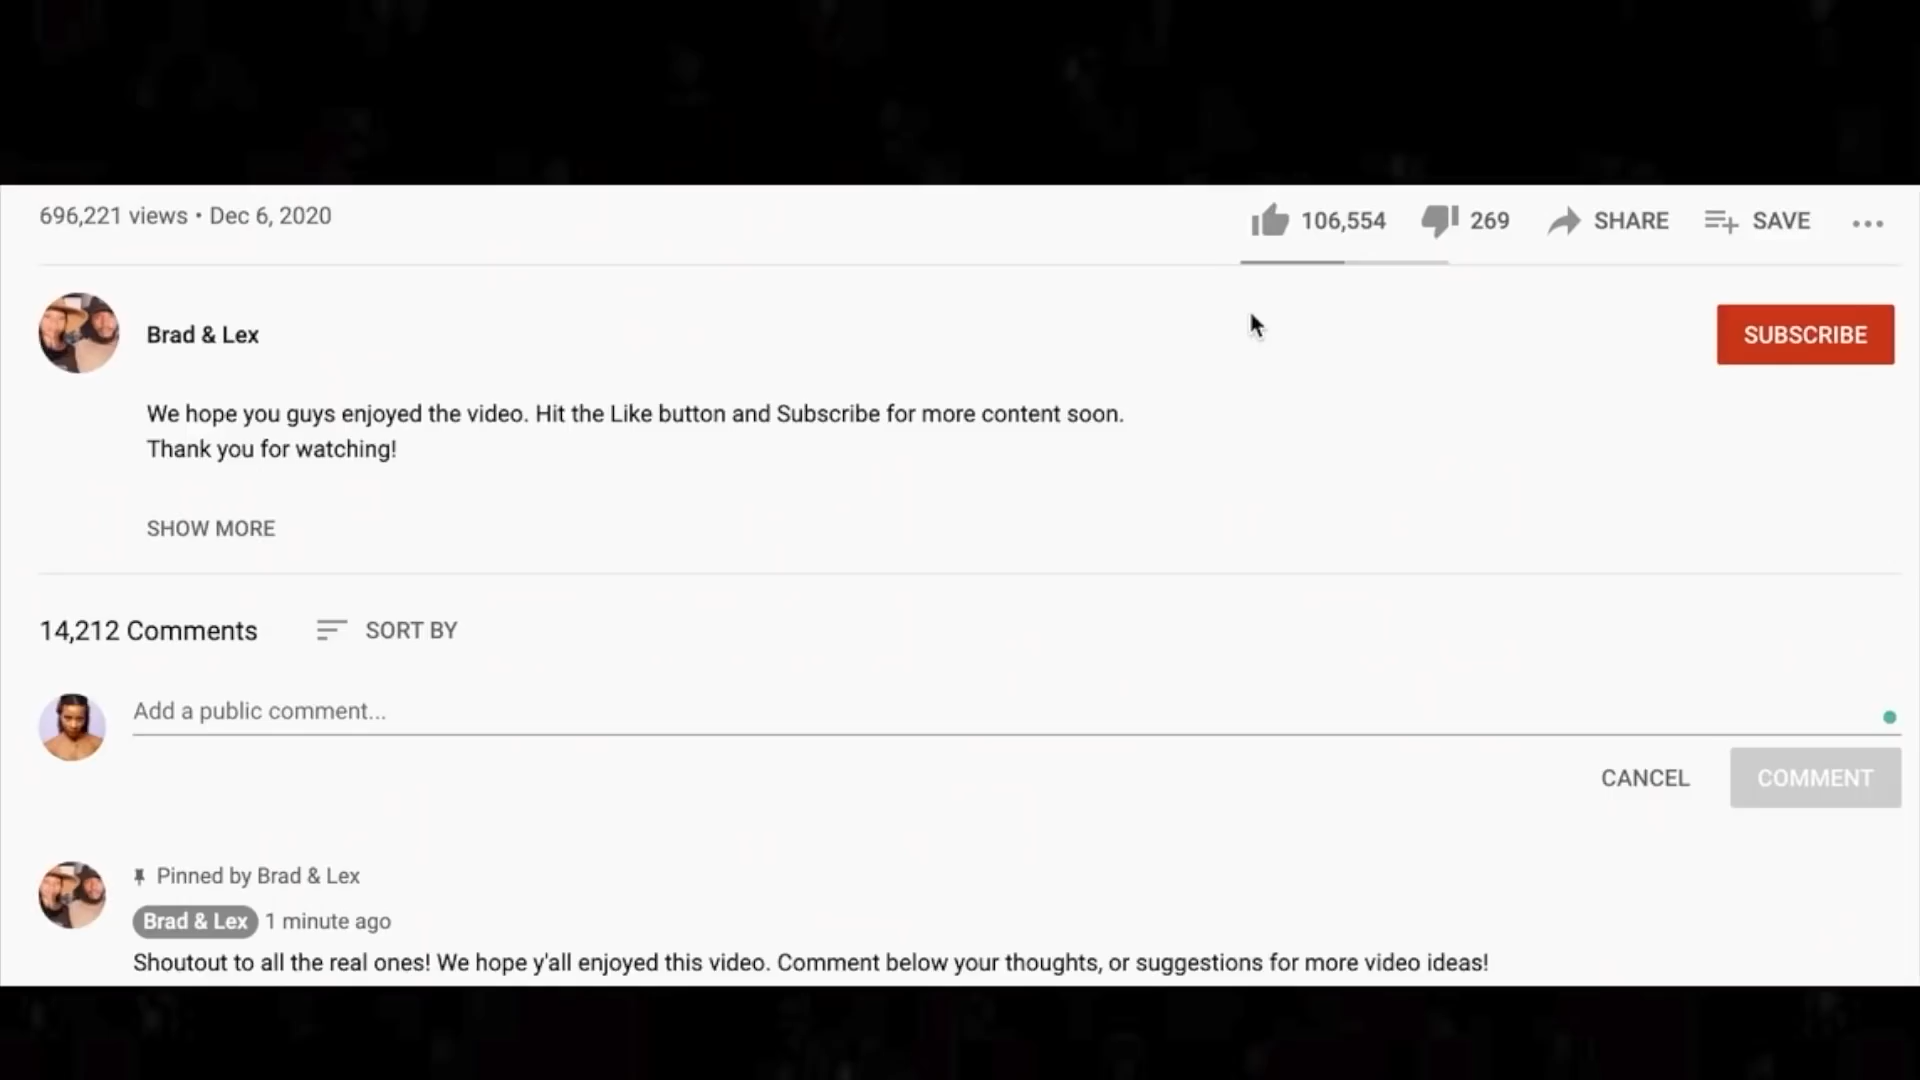 696,221 views • Dec 6, 2020
106,554
269
SHARE
SAVE
Brad & Lex
SUBSCRIBE
We hope you guys enjoyed the video. Hit the Like button and Subscribe for more content soon.
Thank you for watching!
SHOW MORE
14,212 Comments
SORT BY
Add a public comment...
CANCEL
COMMENT
Pinned by Brad & Lex
Brad & Lex 1 minute ago
Shoutout to all the real ones! We hope y'all enjoyed this video. Comment below your thoughts, or suggestions for more video ideas!